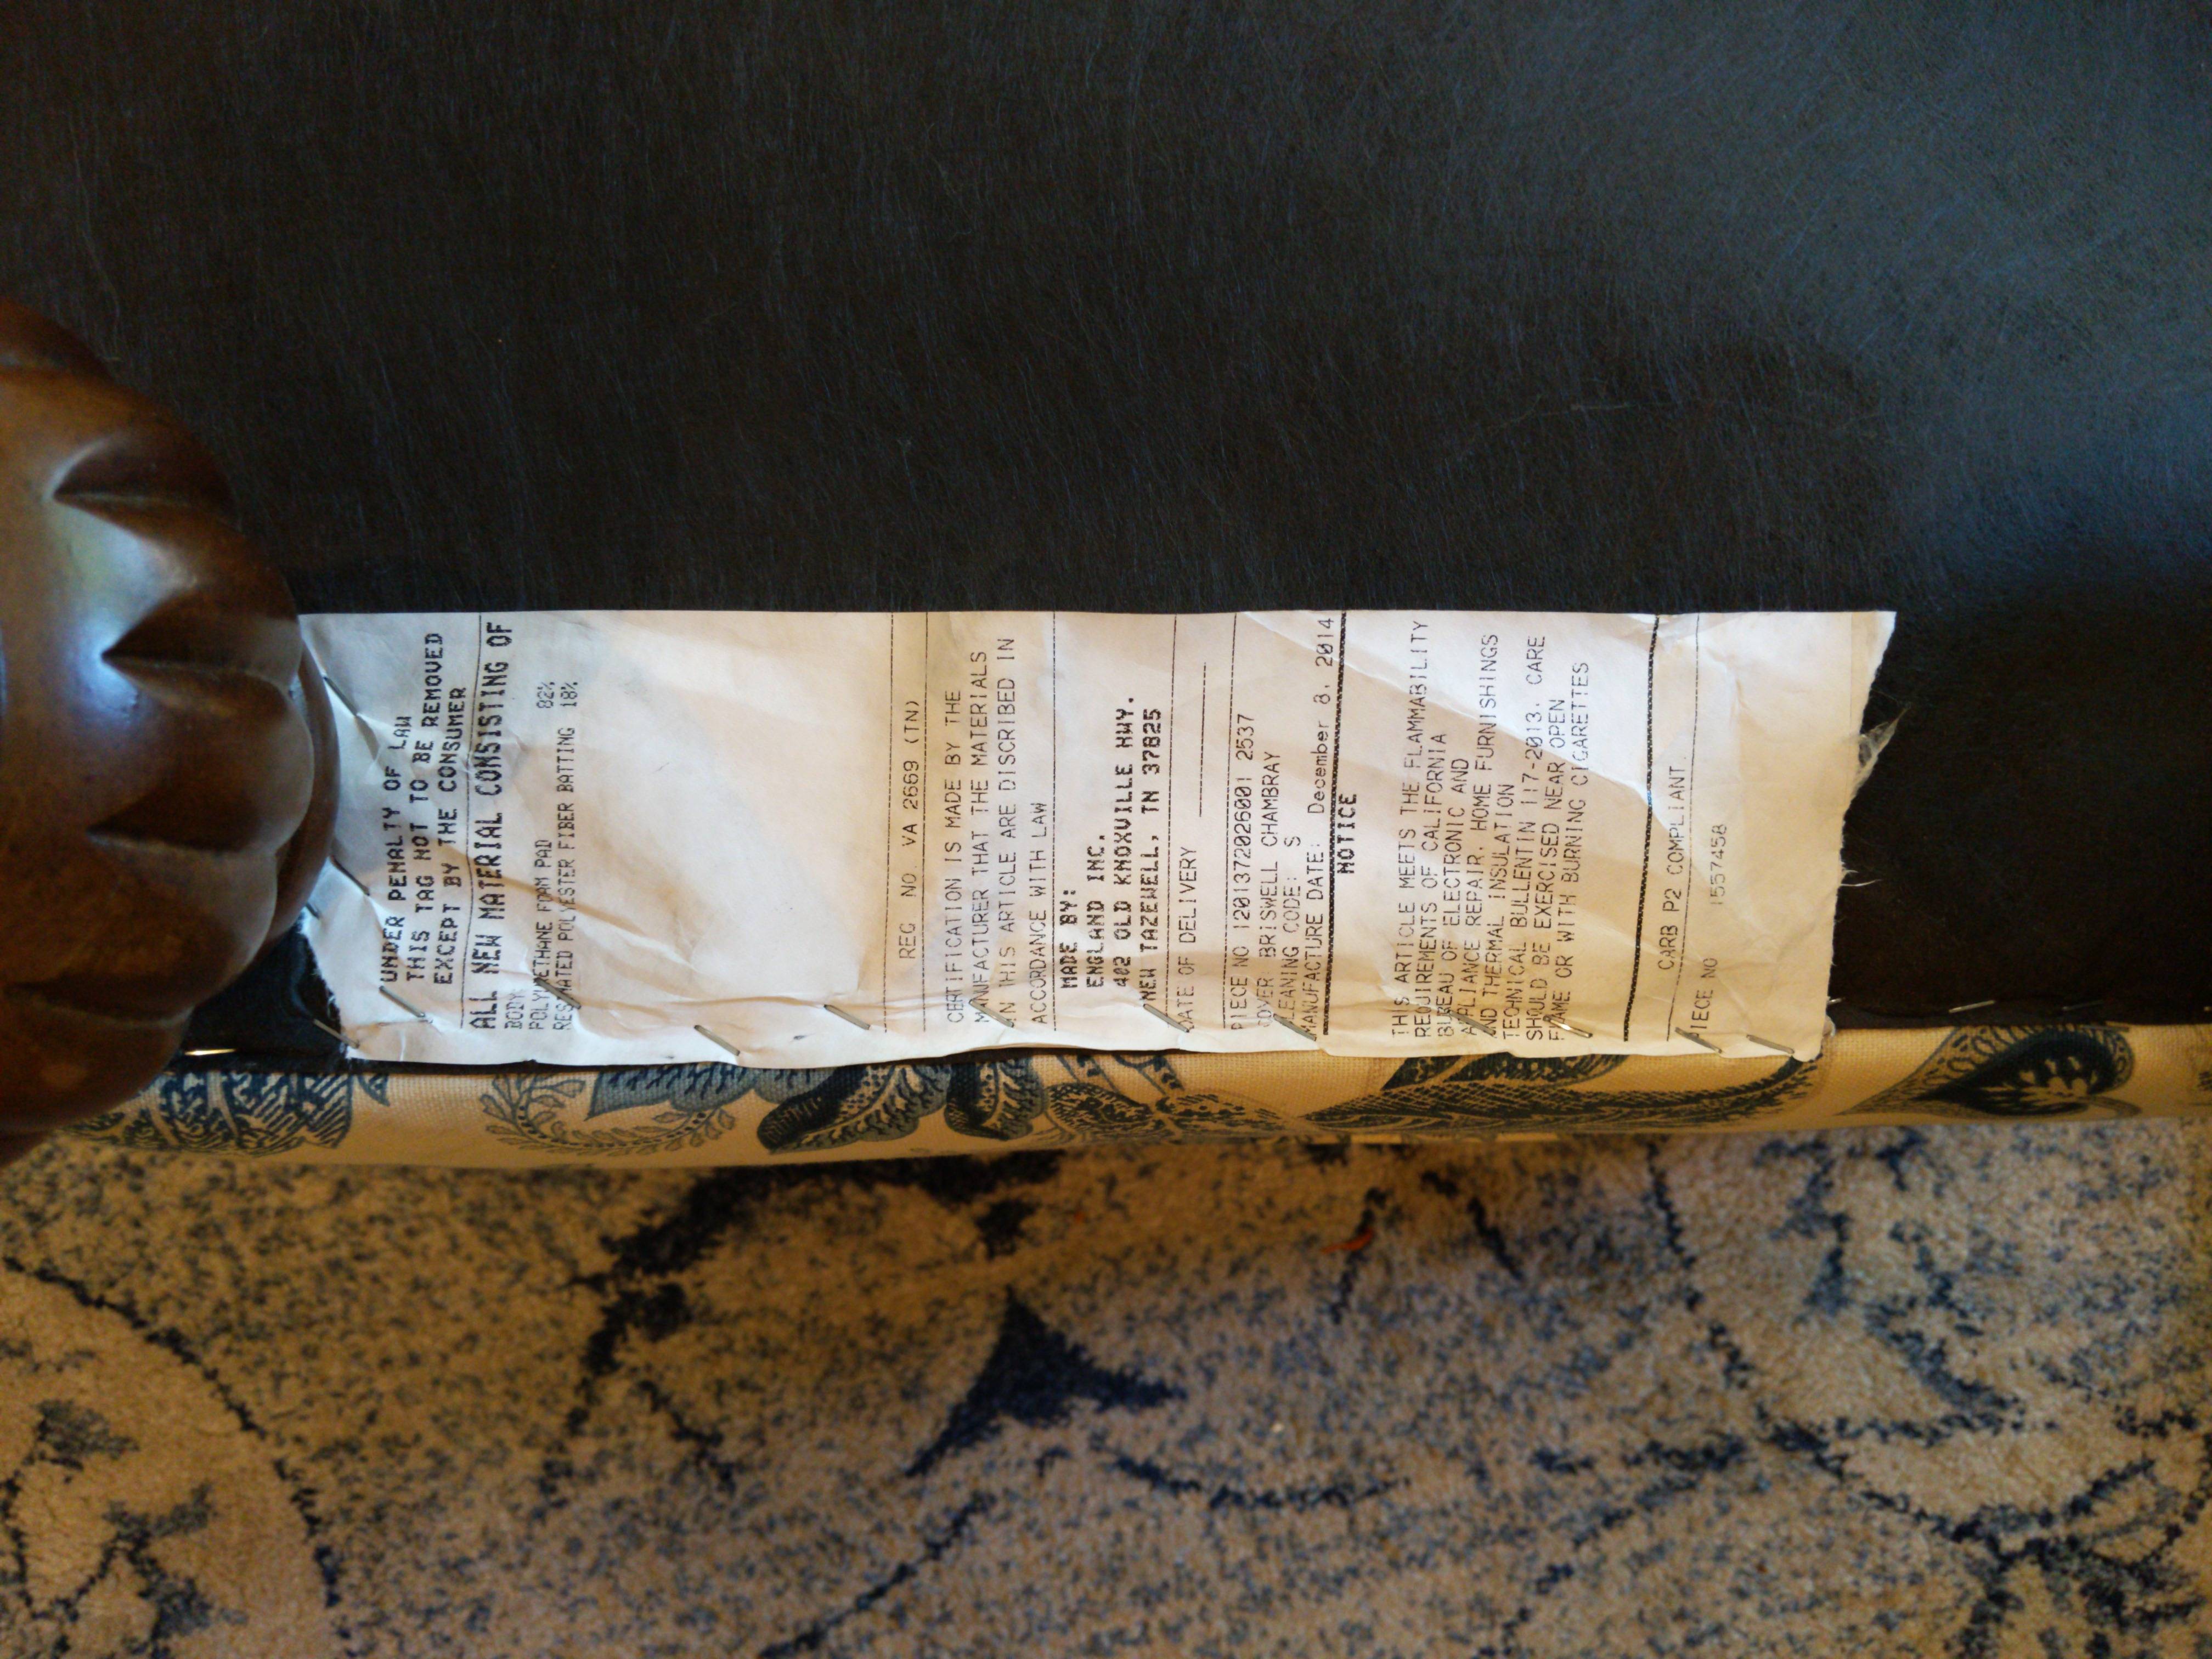 UNDER PENALTY OF LAW
THIS TAG NOT TO BE REMOVED
EXCEPT BY THE CONSUMER
ALL NEW MATERIAL CONSISTING OF
BODY
POLYURETHANE FOAM PAD 82%
RESINATED POLYESTER FIBER BATTING 18%
REG NO. VA 2669 (TN)
CERTIFICATION IS MADE BY THE
MANUFACTURER THAT THE MATERIALS
IN THIS ARTICLE ARE DISCRIBED IN
ACCORDANCE WITH LAW
MADE BY:
ENGLAND INC.
402 OLD KNOXVILLE HWY.
NEW TAZEWELL, TN 37825
DATE OF DELIVERY
PIECE NO 12013720260012537
COVER BRISWELL CHAMBRAY
CLEANING CODE: S
MANUFACTURE DATE: December 8, 2014
NOTICE
THIS ARTICLE MEETS THE FLAMMABILITY
REQUIREMENTS OF CALIFORNIA
BUREAU OF ELECTRONIC AND
APPLIANCE REPAIR, HOME FURNISHINGS
AND THERMAL INSULATION
TECHNICAL BULLENTIN 117-2013. CARE
SHOULD BE EXERCISED NEAR OPEN
FLAME OR WITH BURNING CIGARETTES
CARB P2 COMPLIANT
PIECE NO 1557458